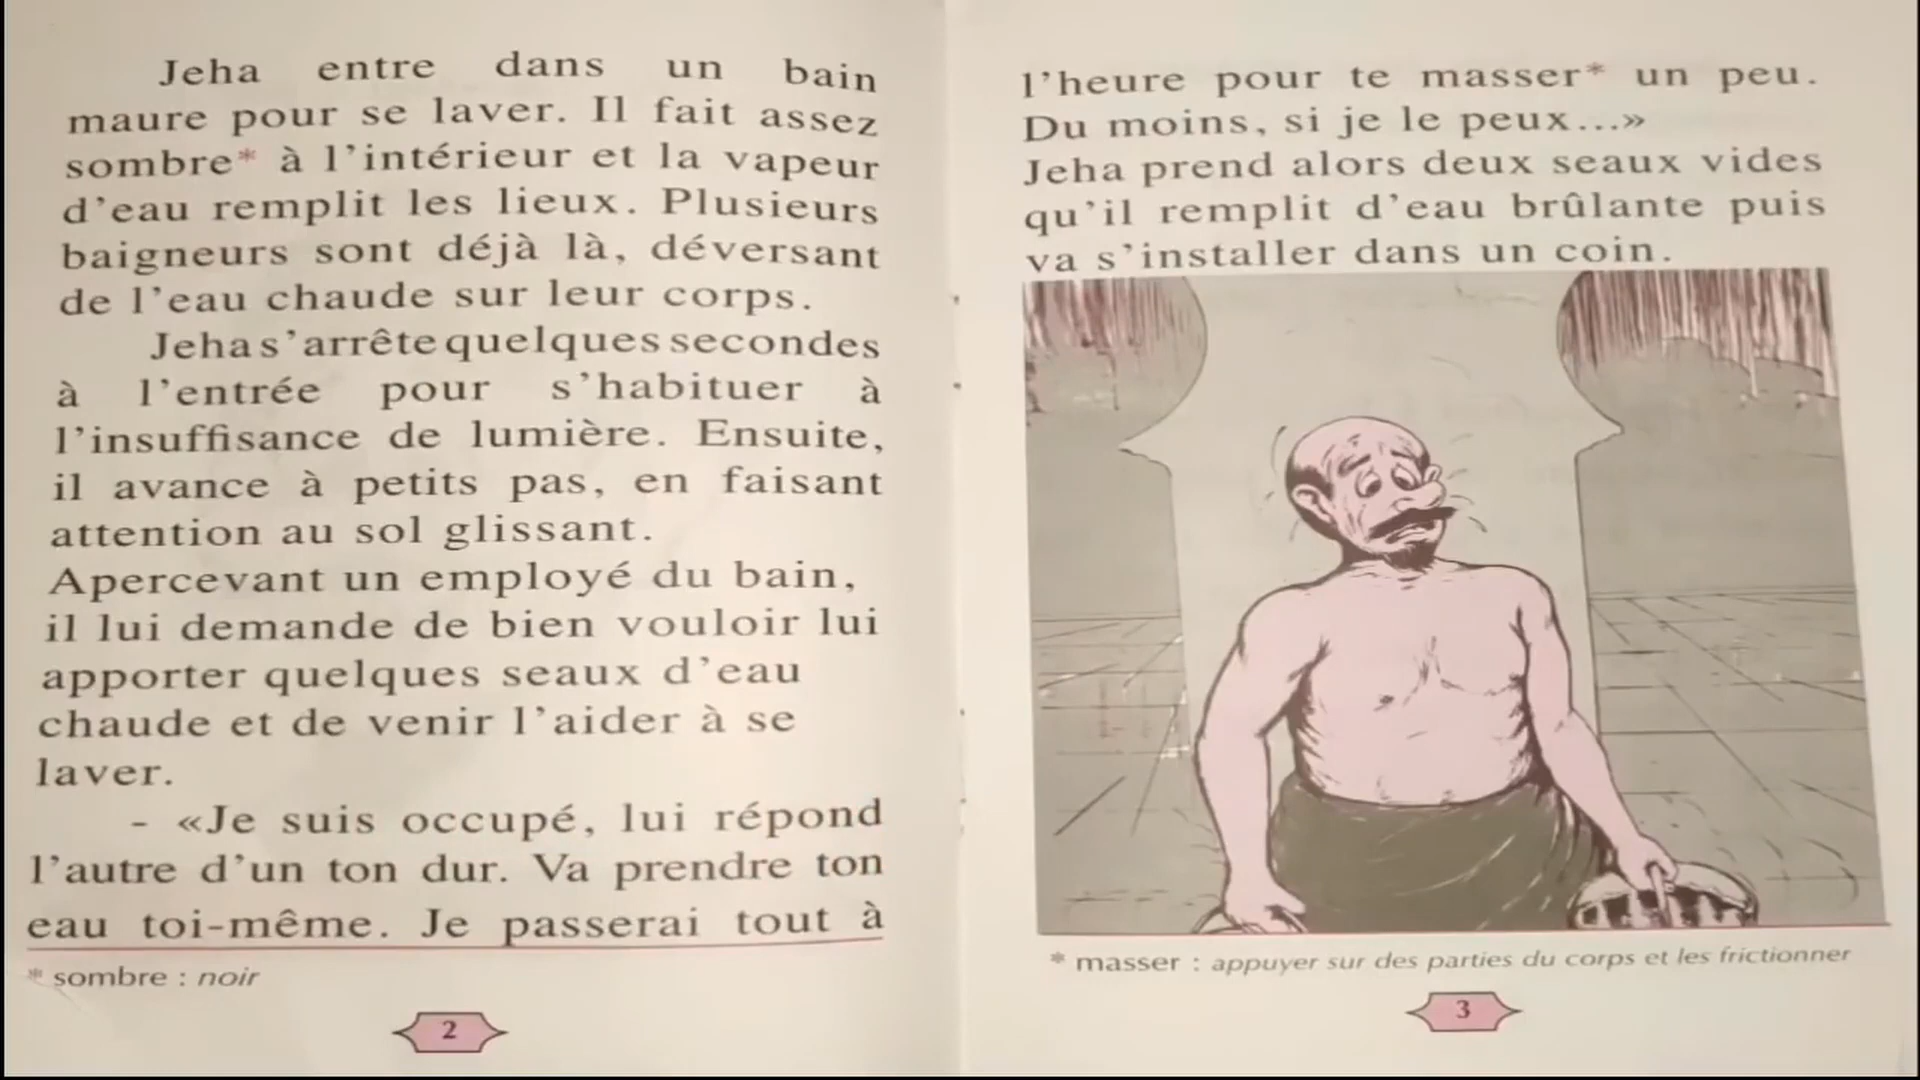 Jeha entre dans un bain
maure pour se laver. Il fait assez
sombre* à l'intérieur et la vapeur
d'eau remplit les lieux. Plusieurs
baigneurs sont déjà là, déversant
de l'eau chaude sur leur corps.
Jeha s'arrête quelques secondes
à l'entrée pour s'habituer à
l'insuffisance de lumière. Ensuite,
il avance à petits pas, en faisant
attention au sol glissant.
Apercevant un employé du bain,
il lui demande de bien vouloir lui
apporter quelques seaux d'eau
chaude et de venir l'aider à se
laver.
- «Je suis occupé, lui répond
l'autre d'un ton dur. Va prendre ton
eau toi-même. Je passerai tout à
* sombre : noir
2
l'heure pour te masser* un peu.
Du moins, si je le peux...»
Jeha prend alors deux seaux vides
qu'il remplit d'eau brûlante puis
va s'installer dans un coin.
* masser : appuyer sur des parties du corps et les frictionner
3